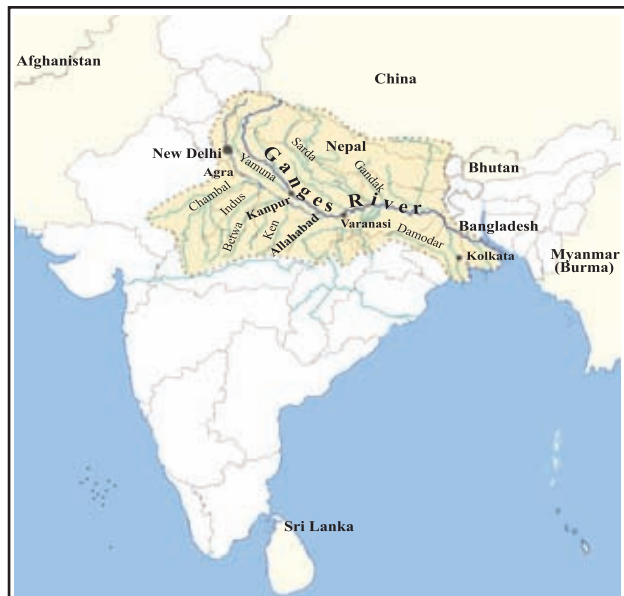 Afghanistan
China
New Delhi
Nepal
Sarda
Ganges River
Yamuna
Agra
Gandak
Bhutan
Chambal
Indus
Kanpur
Betwa
Ken
Allahabad
Varanasi
Damodar
Bangladesh
Kolkata
Myanmar
(Burma)
Sri Lanka